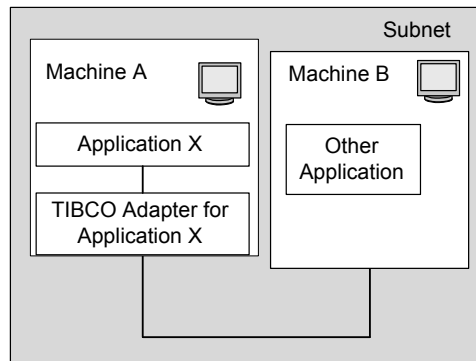 Subnet
Machine A
Application X
TIBCO Adapter for
Application X
Machine B
Other
Application